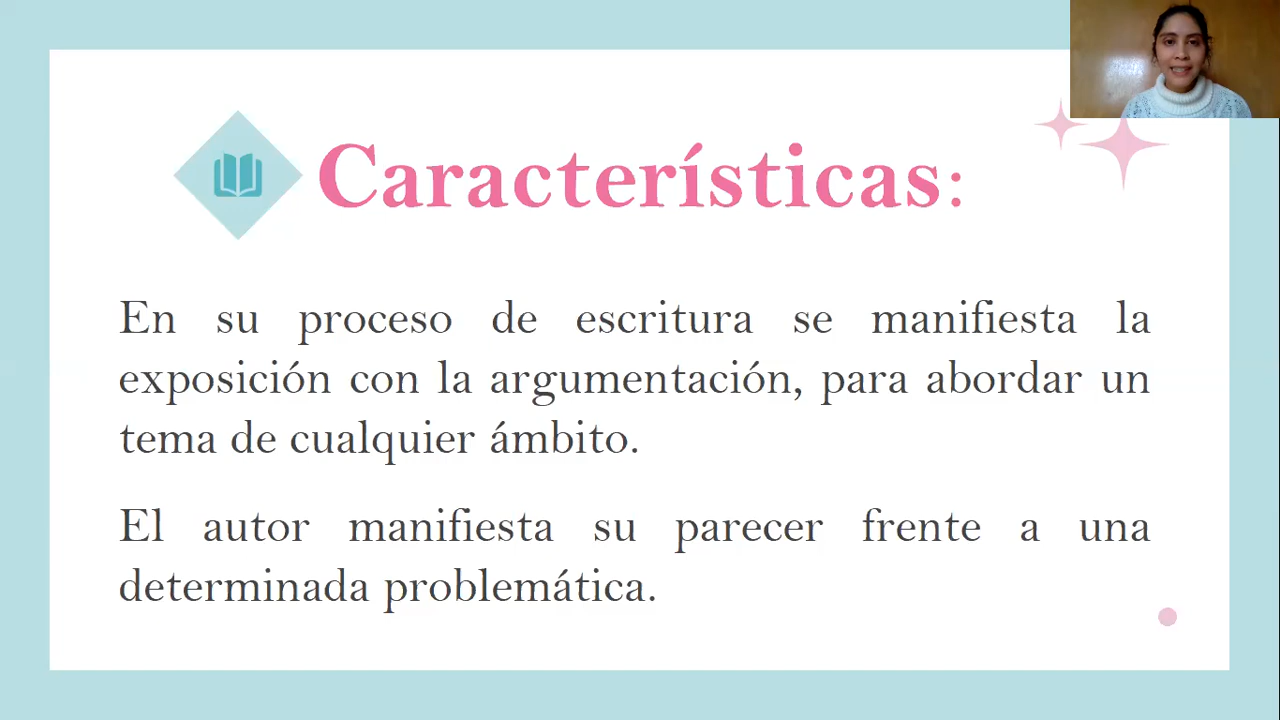 Características:
En su proceso de escritura se manifiesta la
exposición con la argumentación, para abordar un
tema de cualquier ámbito.
El autor manifiesta su parecer frente a una
determinada problemática.